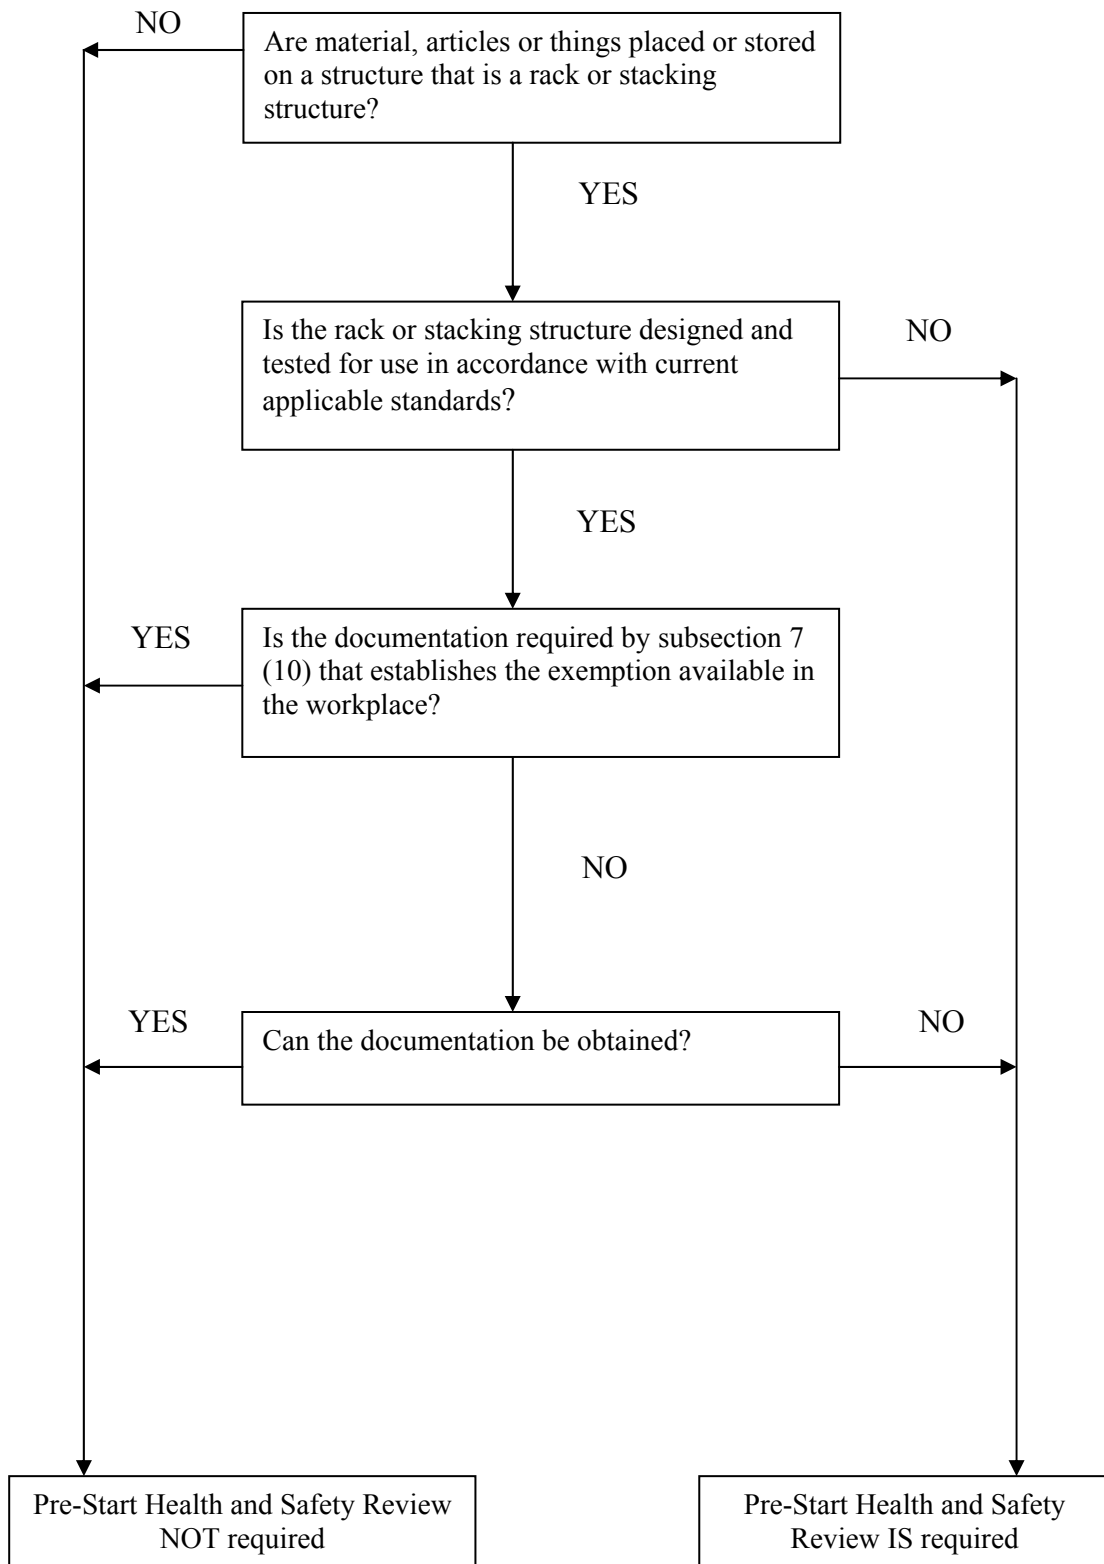 NO
Are material, articles or things placed or stored
on a structure that is a rack or stacking
structure?
YES
Is the rack or stacking structure designed and
tested for use in accordance with current
applicable standards?
NO
YES
YES
Is the documentation required by subsection 7
(10) that establishes the exemption available in
the workplace?
NO
YES
Can the documentation be obtained?
NO
Pre-Start Health and Safety Review
NOT required
Pre-Start Health and Safety
Review IS required